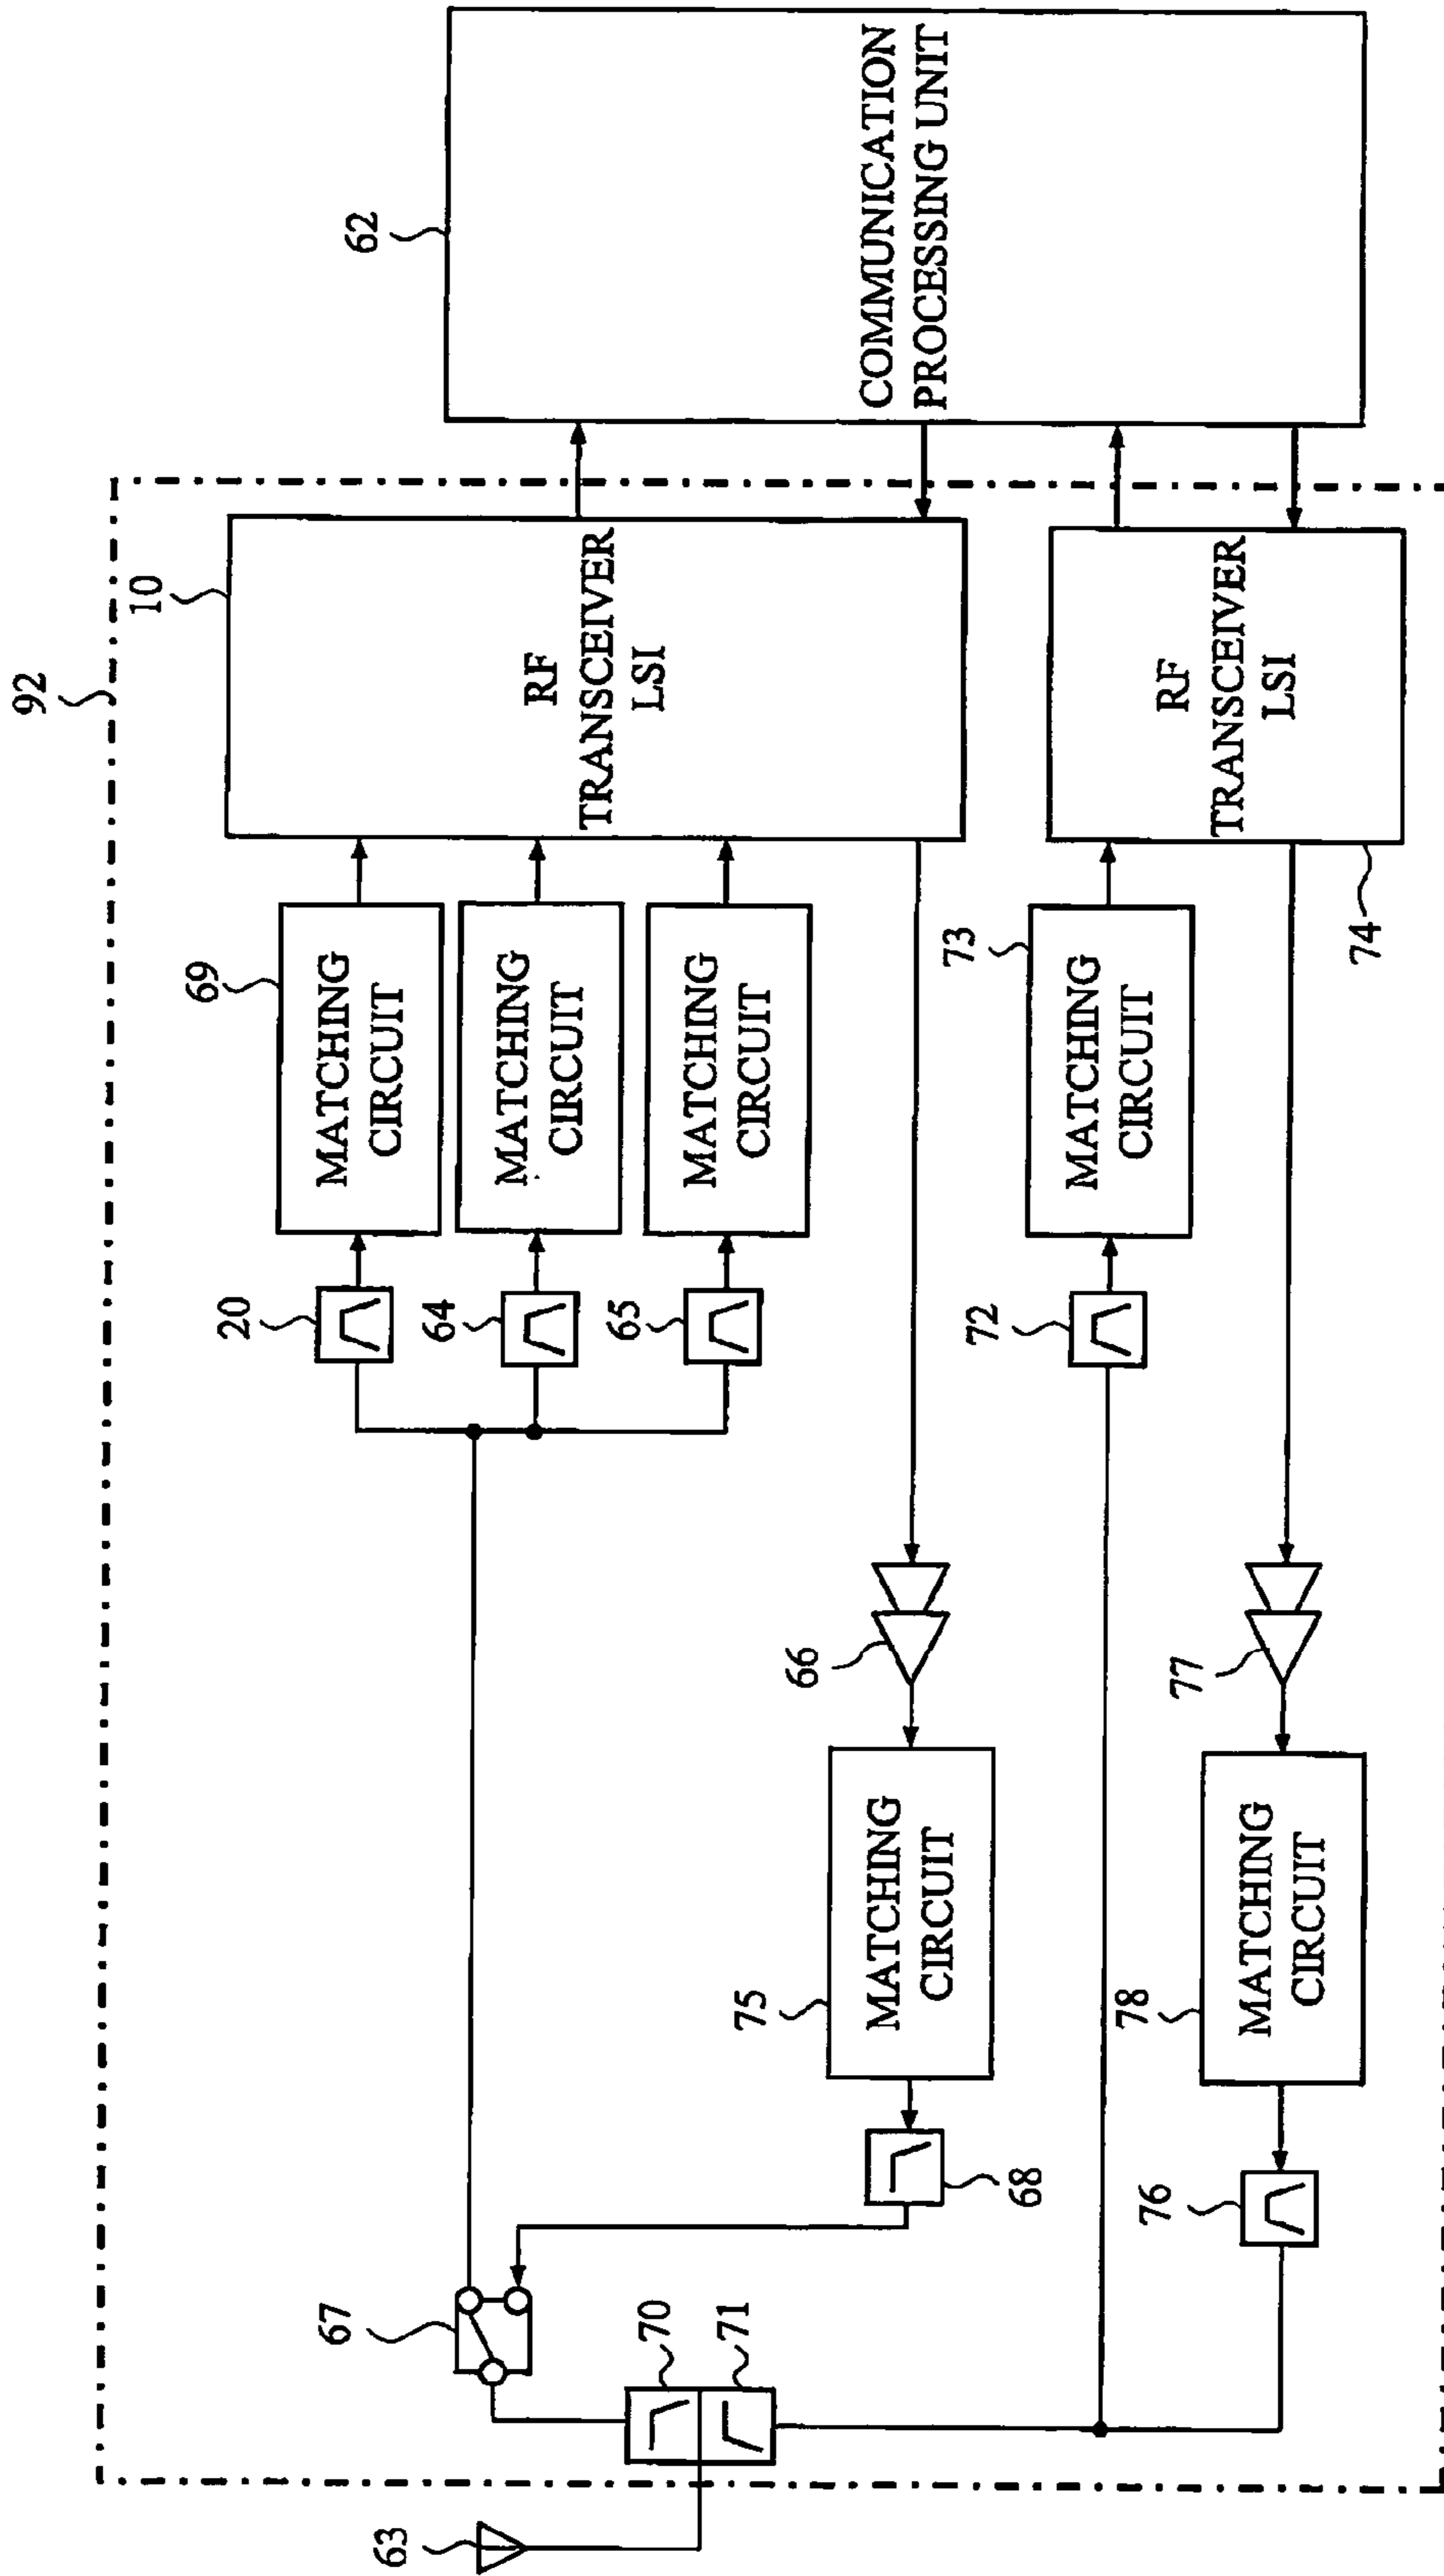 92
10
RF
TRANSCEIVER
LSI
62
COMMUNICATION
PROCESSING UNIT
69
MATCHING
CIRCUIT
MATCHING
CIRCUIT
MATCHING
CIRCUIT
20
64
65
73
MATCHING
CIRCUIT
72
RF
TRANSCEIVER
LSI
74
66
75
MATCHING
CIRCUIT
68
67
70
71
63
77
78
MATCHING
CIRCUIT
76